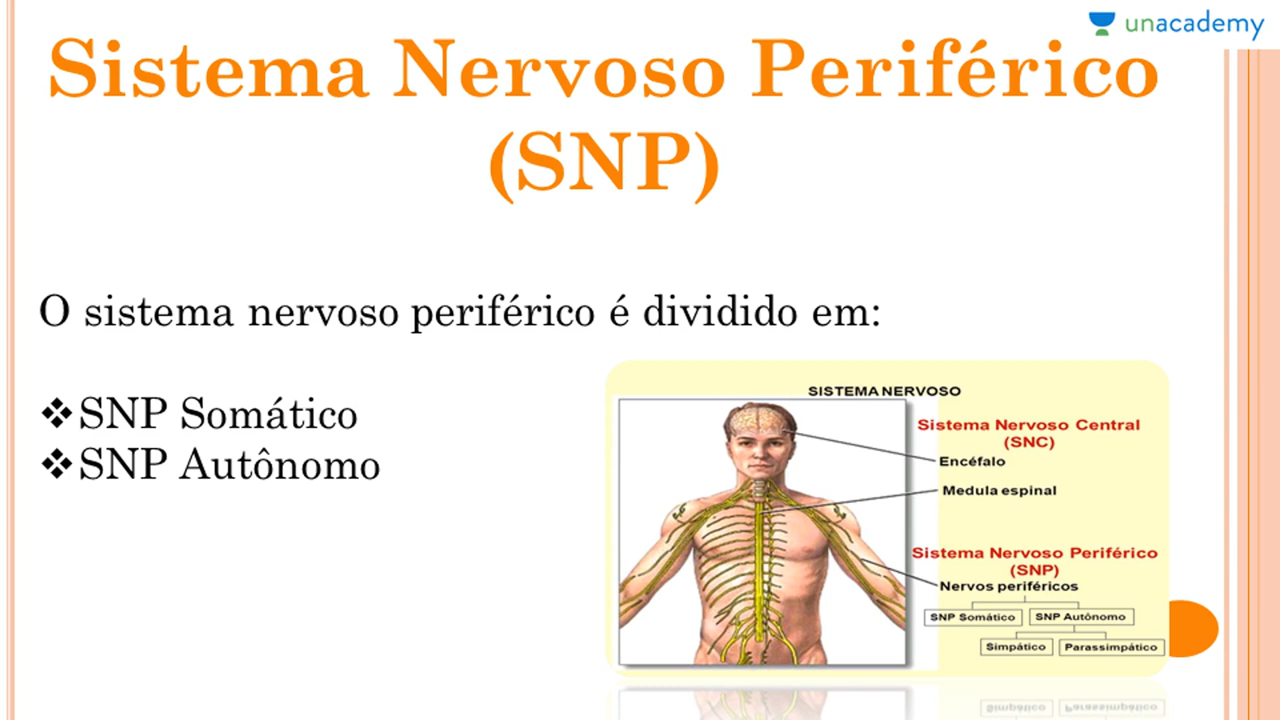 unacademy
Sistema Nervoso Periférico
(SNP)
O sistema nervoso periférico é dividido em:
❖SNP Somático
❖SNP Autônomo
SISTEMA NERVOSO
Sistema Nervoso Central
(SNC)
Encéfalo
Medula espinal
Sistema Nervoso Periférico
(SNP)
Nervos periféricos
SNP Somático
SNP Autônomo
Simpático
Parassimpático